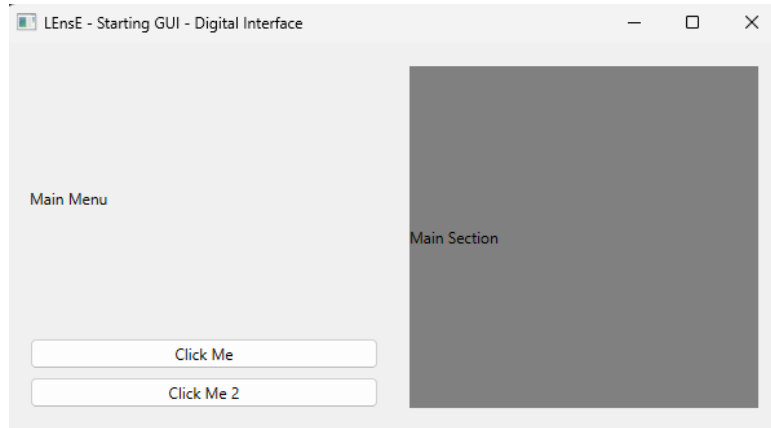 LEnsE - Starting GUI - Digital Interface
Main Menu
Main Section
Click Me
Click Me 2